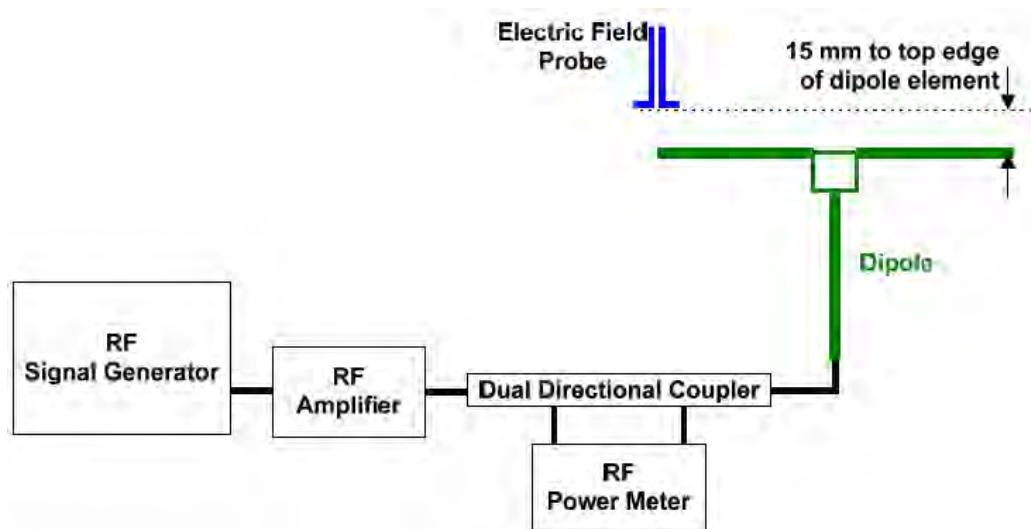 Electric Field
Probe
15 mm to top edge
of dipole element
Dipole
RF
Signal Generator
RF
Amplifier
Dual Directional Coupler
RF
Power Meter